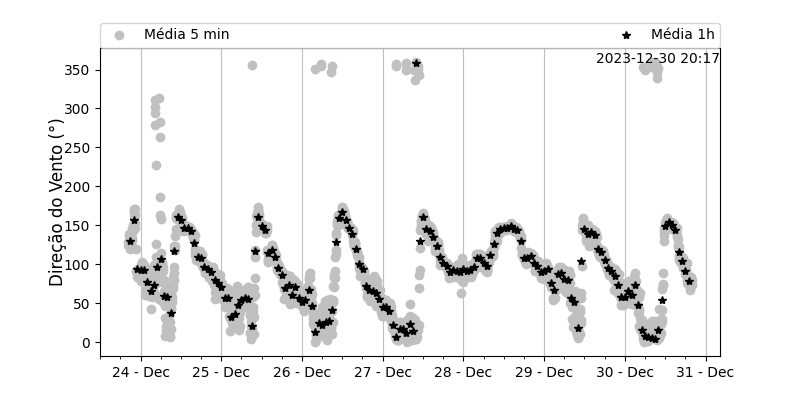 Média 5 min
Média 1h
2023-12-30 20:17
Direção do Vento (°)
350
300
250
200
150
100
50
0
24 - Dec
25 - Dec
26 - Dec
27 - Dec
28 - Dec
29 - Dec
30 - Dec
31 - Dec